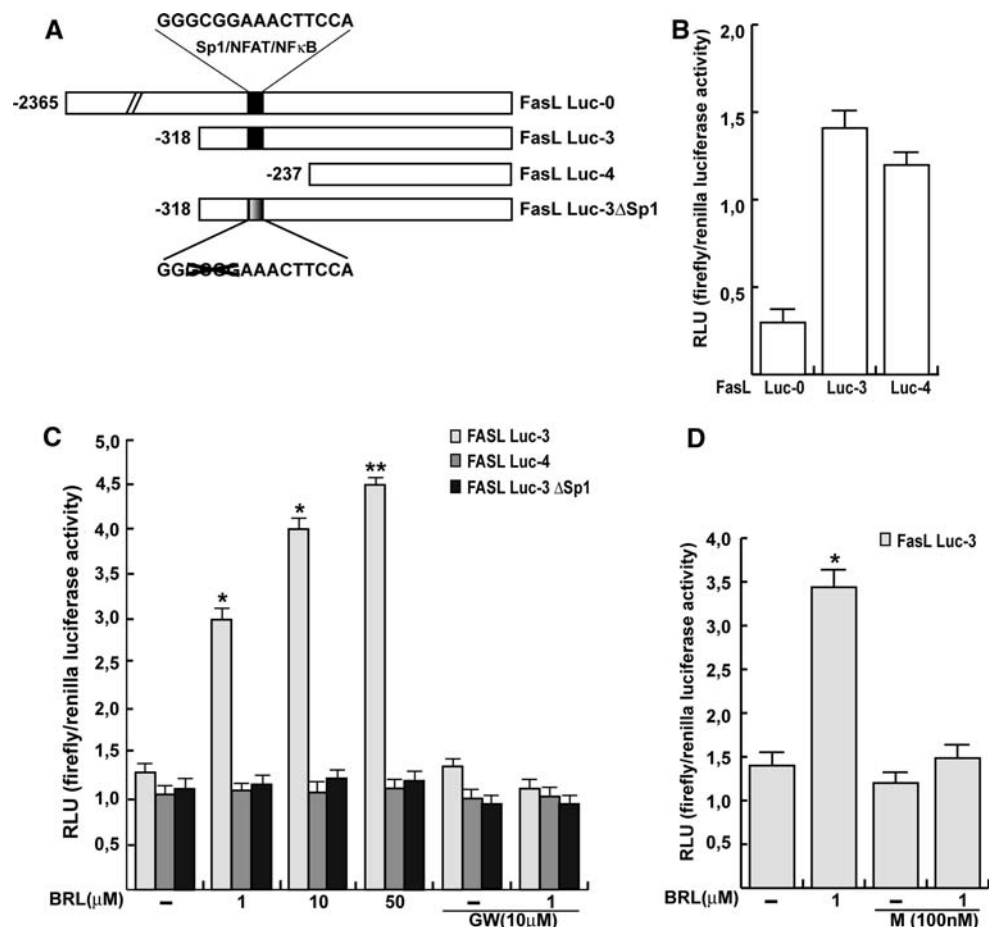 A
GGGCGGAAACTTCCA
Sp1/NFAT/NFκB
-2365 FasL Luc-0
-318 FasL Luc-3
-237 FasL Luc-4
-318 FasL Luc-3ΔSp1
GGGCGGAAACTTCCA
B
RLU (firefly/renilla luciferase activity)
2,0
1,5
1,0
0,5
FasL Luc-0 Luc-3 Luc-4
C
RLU (firefly/renilla luciferase activity)
5,0
4,5
4,0
3,5
3,0
2,5
2,0
1,5
1,0
0,5
FASL Luc-3
FASL Luc-4
FASL Luc-3 ΔSp1
* * **
BRL(μM) – 1 10 50 – 1
GW(10μM)
D
RLU (firefly/renilla luciferase activity)
4,0
3,5
3,0
2,5
2,0
1,5
1,0
0,5
FasL Luc-3
*
BRL(μM) – 1 – 1
M (100nM)